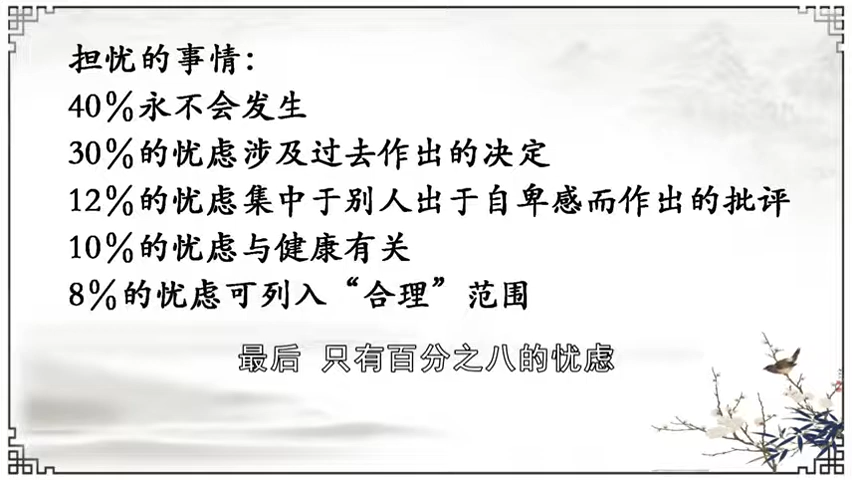 担忧的事情：
40%永不会发生
30%的忧虑涉及过去作出的决定
12%的忧虑集中于别人出于自卑感而作出的批评
10%的忧虑与健康有关
8%的忧虑可列入“合理”范围
最后 只有百分之八的忧虑